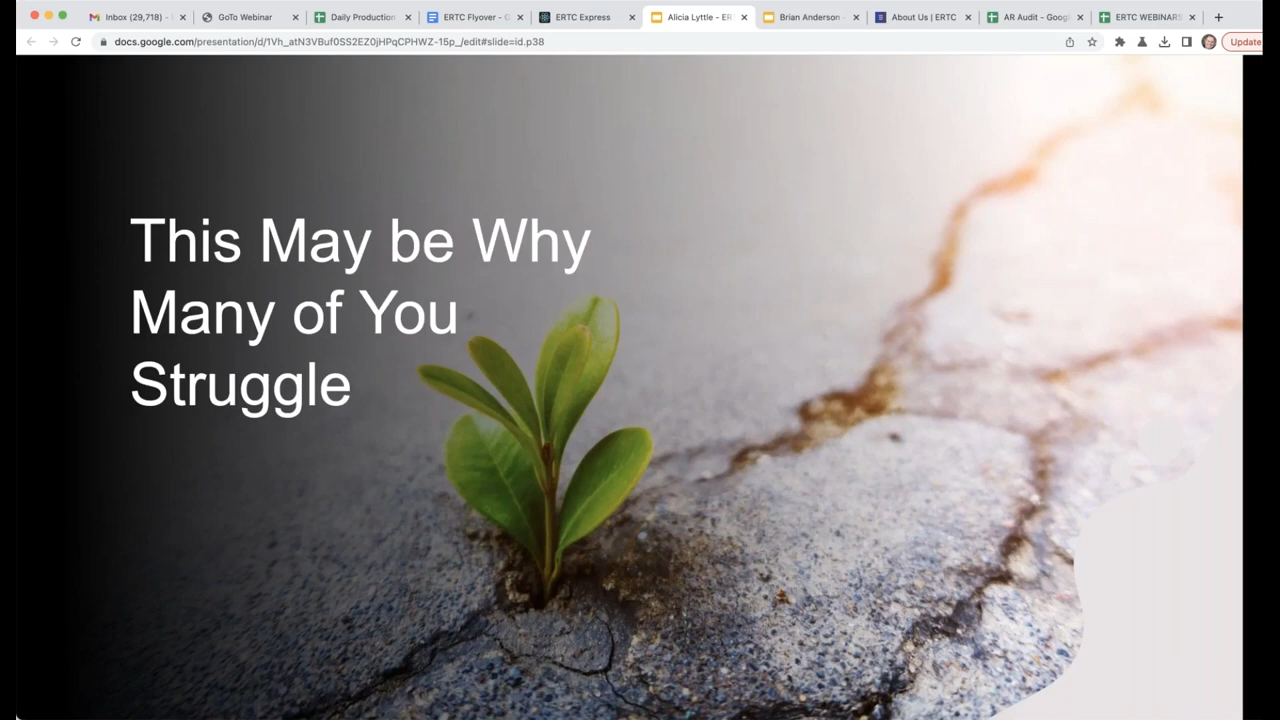 Inbox (29,718) -
GoTo Webinar
Daily Production
ERTC Flyover - G
ERTC Express
Alicia Lyttle - ER
Brian Anderson -
About Us | ERTC
AR Audit - Googl
ERTC WEBINARS
docs.google.com/presentation/d/1Vh_atN3VBuf0SS2EZ0jHPqCPHWZ-15p_/edit#slide=id.p38
Update
This May be Why
Many of You
Struggle